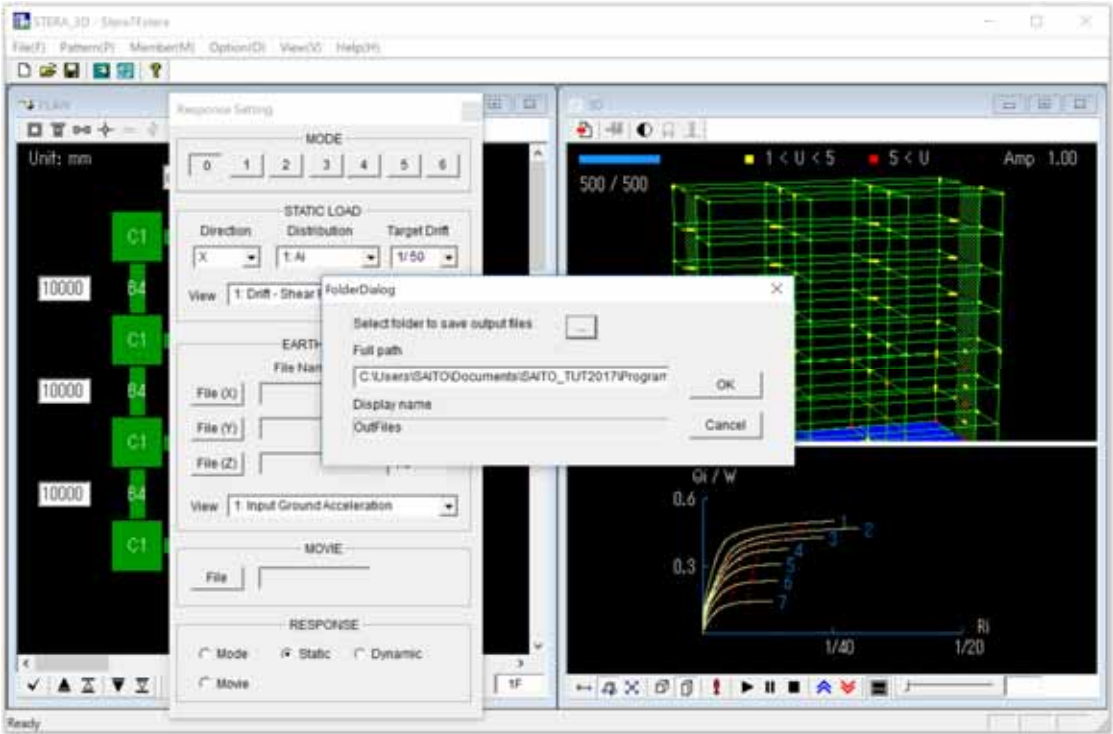 STERA_3D - Stera7F.stera
File(F) Pattern(P) Member(M) Option(O) View(V) Help(H)
PLAN
Unit: mm
C1
10000 B4
C1
10000 B4
C1
10000 B4
C1
1F
Response Setting
MODE
0 1 2 3 4 5 6
STATIC LOAD
Direction Distribution Target Drift
X 1: Ai 1/50
View 1: Drift - Shear
EARTH
File Nam
File (X)
File (Y)
File (Z)
View 1: Input Ground Acceleration
MOVIE
File
RESPONSE
Mode Static Dynamic
Movie
FolderDialog
Select folder to save output files ...
Full path
C:\Users\SAITO\Documents\SAITO_TUT2017\Program
OK
Display name
OutFiles
Cancel
3D
1 < U < 5 5 < U Amp 1.00
500 / 500
Qi / W
0.6
0.3
1
2
3
4
5
6
7
Ri
1/40 1/20
Ready